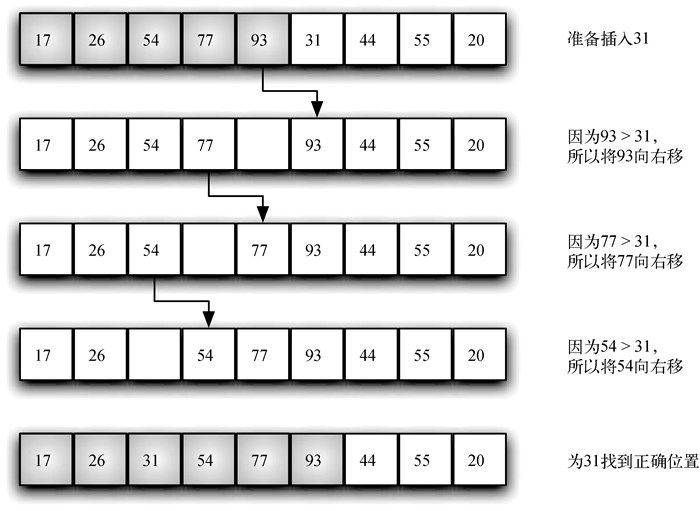 17 26 54 77 93 31 44 55 20 准备插入31
17 26 54 77 93 44 55 20 因为93 > 31,
所以将93向右移
17 26 54 77 93 44 55 20 因为77 > 31,
所以将77向右移
17 26 54 77 93 44 55 20 因为54 > 31,
所以将54向右移
17 26 31 54 77 93 44 55 20 为31找到正确位置